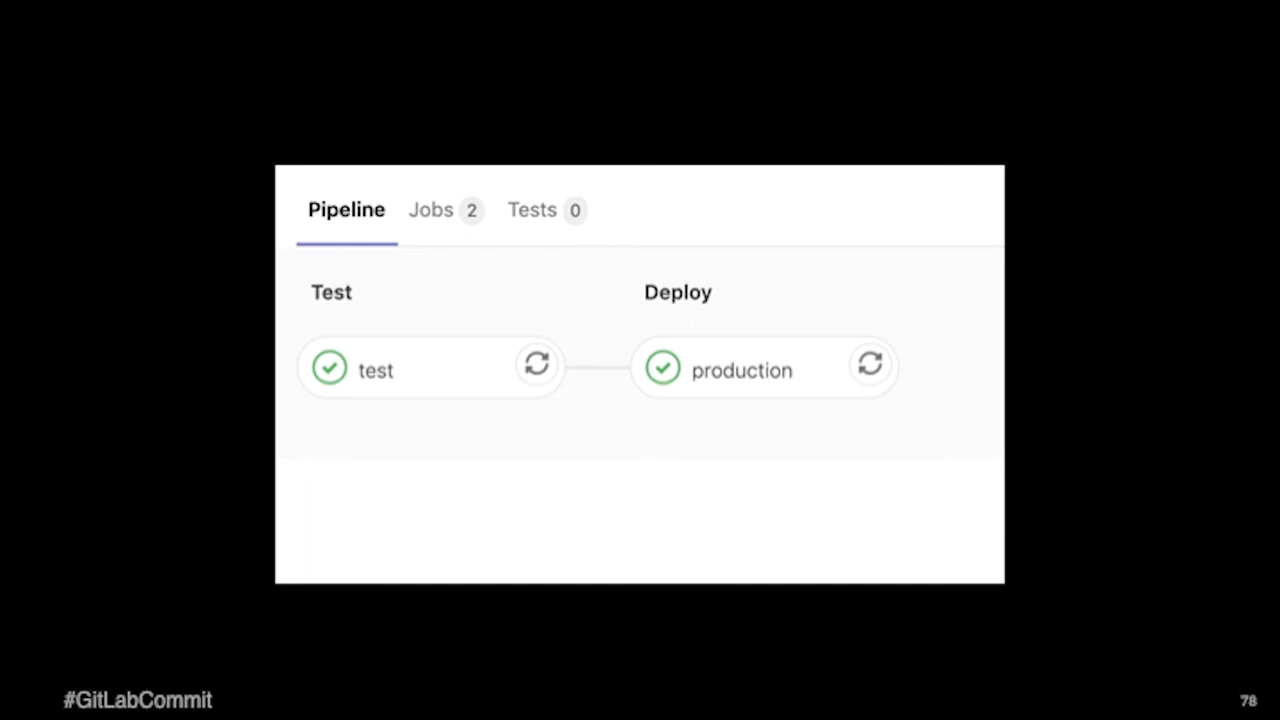 Pipeline Jobs 2 Tests 0
Test Deploy
test production
#GitLabCommit 78